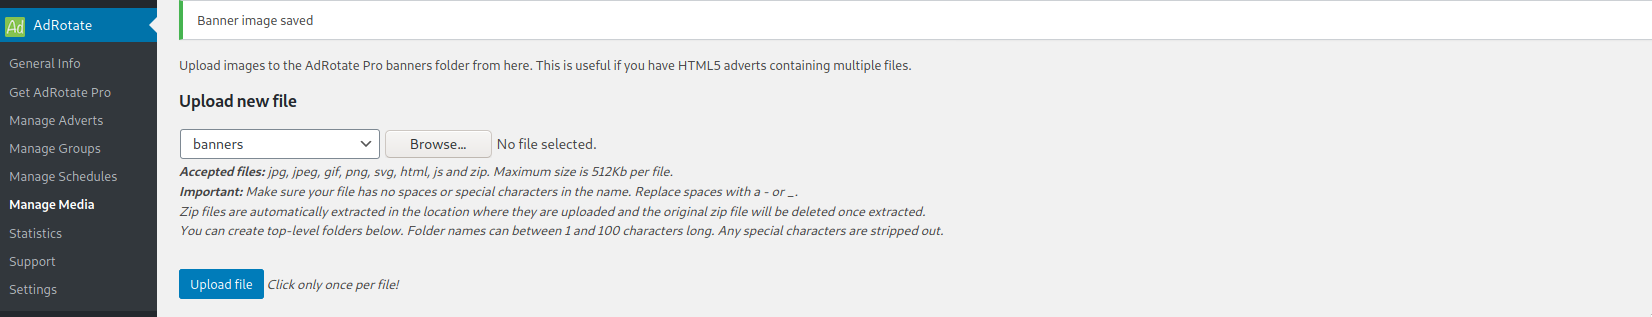 Ad AdRotate
General Info
Get AdRotate Pro
Manage Adverts
Manage Groups
Manage Schedules
Manage Media
Statistics
Support
Settings
Banner image saved
Upload images to the AdRotate Pro banners folder from here. This is useful if you have HTML5 adverts containing multiple files.
Upload new file
banners Browse... No file selected.
Accepted files: jpg, jpeg, gif, png, svg, html, js and zip. Maximum size is 512Kb per file.
Important: Make sure your file has no spaces or special characters in the name. Replace spaces with a - or _.
Zip files are automatically extracted in the location where they are uploaded and the original zip file will be deleted once extracted.
You can create top-level folders below. Folder names can between 1 and 100 characters long. Any special characters are stripped out.
Upload file Click only once per file!